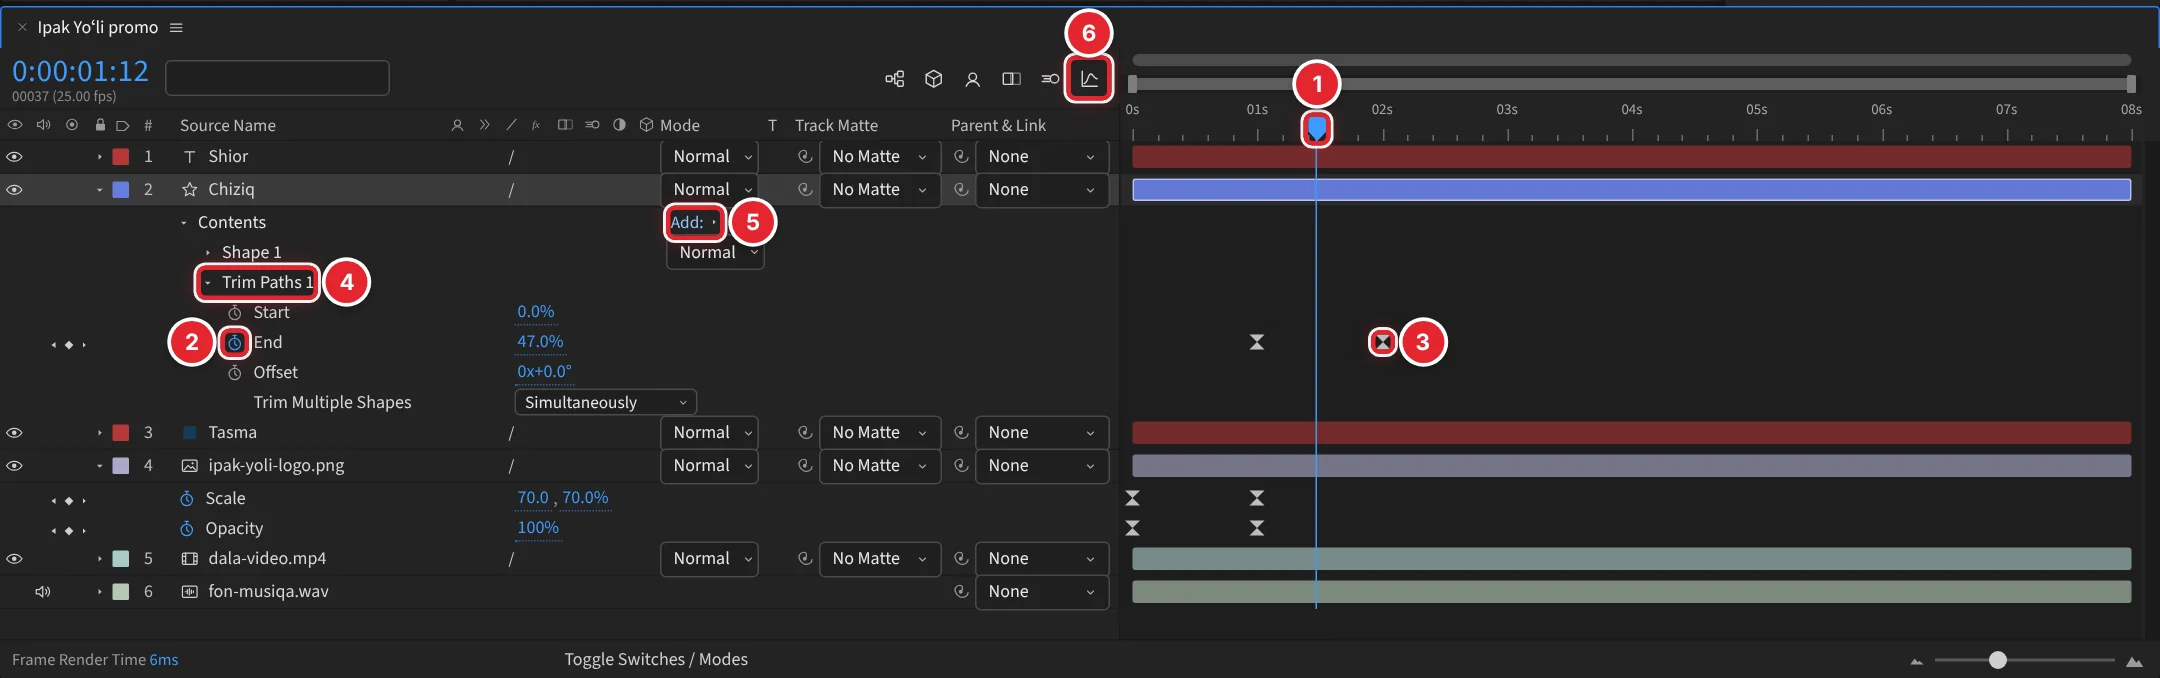 Ipak Yoʻli promo
6
0:00:01:12
00037 (25.00 fps)
1
0s 01s 02s 03s 04s 05s 06s 07s 08s
# Source Name fx Mode T Track Matte Parent & Link
1 Shior Normal No Matte None
2 Chiziq Normal No Matte None
Contents Add: 5
Shape 1 Normal
Trim Paths 1 4
Start 0.0%
2 End 47.0% 3
Offset 0x+0.0°
Trim Multiple Shapes Simultaneously
3 Tasma Normal No Matte None
4 ipak-yoli-logo.png Normal No Matte None
Scale 70.0 , 70.0%
Opacity 100%
5 dala-video.mp4 Normal No Matte None
6 fon-musiqa.wav None
Frame Render Time 6ms Toggle Switches / Modes